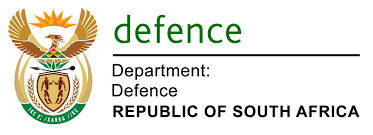 defence
Department:
Defence
REPUBLIC OF SOUTH AFRICA